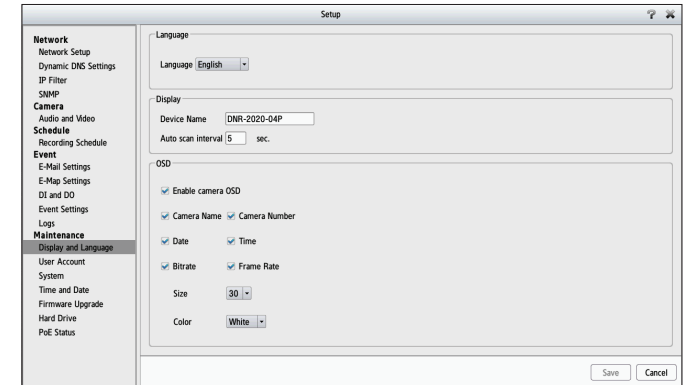 Setup
Network
Network Setup
Dynamic DNS Settings
IP Filter
SNMP
Camera
Audio and Video
Schedule
Recording Schedule
Event
E-Mail Settings
E-Map Settings
DI and DO
Event Settings
Logs
Maintenance
Display and Language
User Account
System
Time and Date
Firmware Upgrade
Hard Drive
PoE Status
Language
Language English
Display
Device Name DNR-2020-04P
Auto scan interval 5 sec.
OSD
Enable camera OSD
Camera Name Camera Number
Date Time
Bitrate Frame Rate
Size 30
Color White
Save Cancel